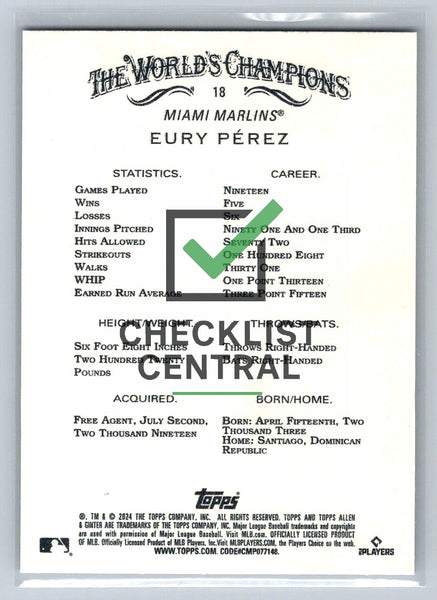 THE WORLD'S CHAMPIONS
18
MIAMI MARLINS®
EURY PÉREZ
STATISTICS. CAREER.
GAMES PLAYED NINETEEN
WINS FIVE
LOSSES SIX
INNINGS PITCHED NINETY ONE AND ONE THIRD
HITS ALLOWED SEVENTY TWO
STRIKEOUTS ONE HUNDRED EIGHT
WALKS THIRTY ONE
WHIP ONE POINT THIRTEEN
EARNED RUN AVERAGE THREE POINT FIFTEEN
HEIGHT/WEIGHT. THROWS/BATS.
SIX FOOT EIGHT INCHES THROWS RIGHT-HANDED
TWO HUNDRED TWENTY BATS RIGHT-HANDED
POUNDS
CHECKLIST
CENTRAL
ACQUIRED. BORN/HOME.
FREE AGENT, JULY SECOND, BORN: APRIL FIFTEENTH, TWO
TWO THOUSAND NINETEEN THOUSAND THREE
HOME: SANTIAGO, DOMINICAN
REPUBLIC
Topps
®, TM & © 2024 THE TOPPS COMPANY, INC. ALL RIGHTS RESERVED. TOPPS AND TOPPS ALLEN
& GINTER ARE TRADEMARKS OF THE TOPPS COMPANY, INC. Major League Baseball trademarks and copyrights
are used with permission of Major League Baseball. Visit MLB.com. OFFICIALLY LICENSED PRODUCT
OF MLB PLAYERS, INC. Officially Licensed Product of MLB Players, Inc. Visit MLBPLAYERS.com, the Players Choice on the web.
WWW.TOPPS.COM. CODE#CMP077148.
PLAYERS